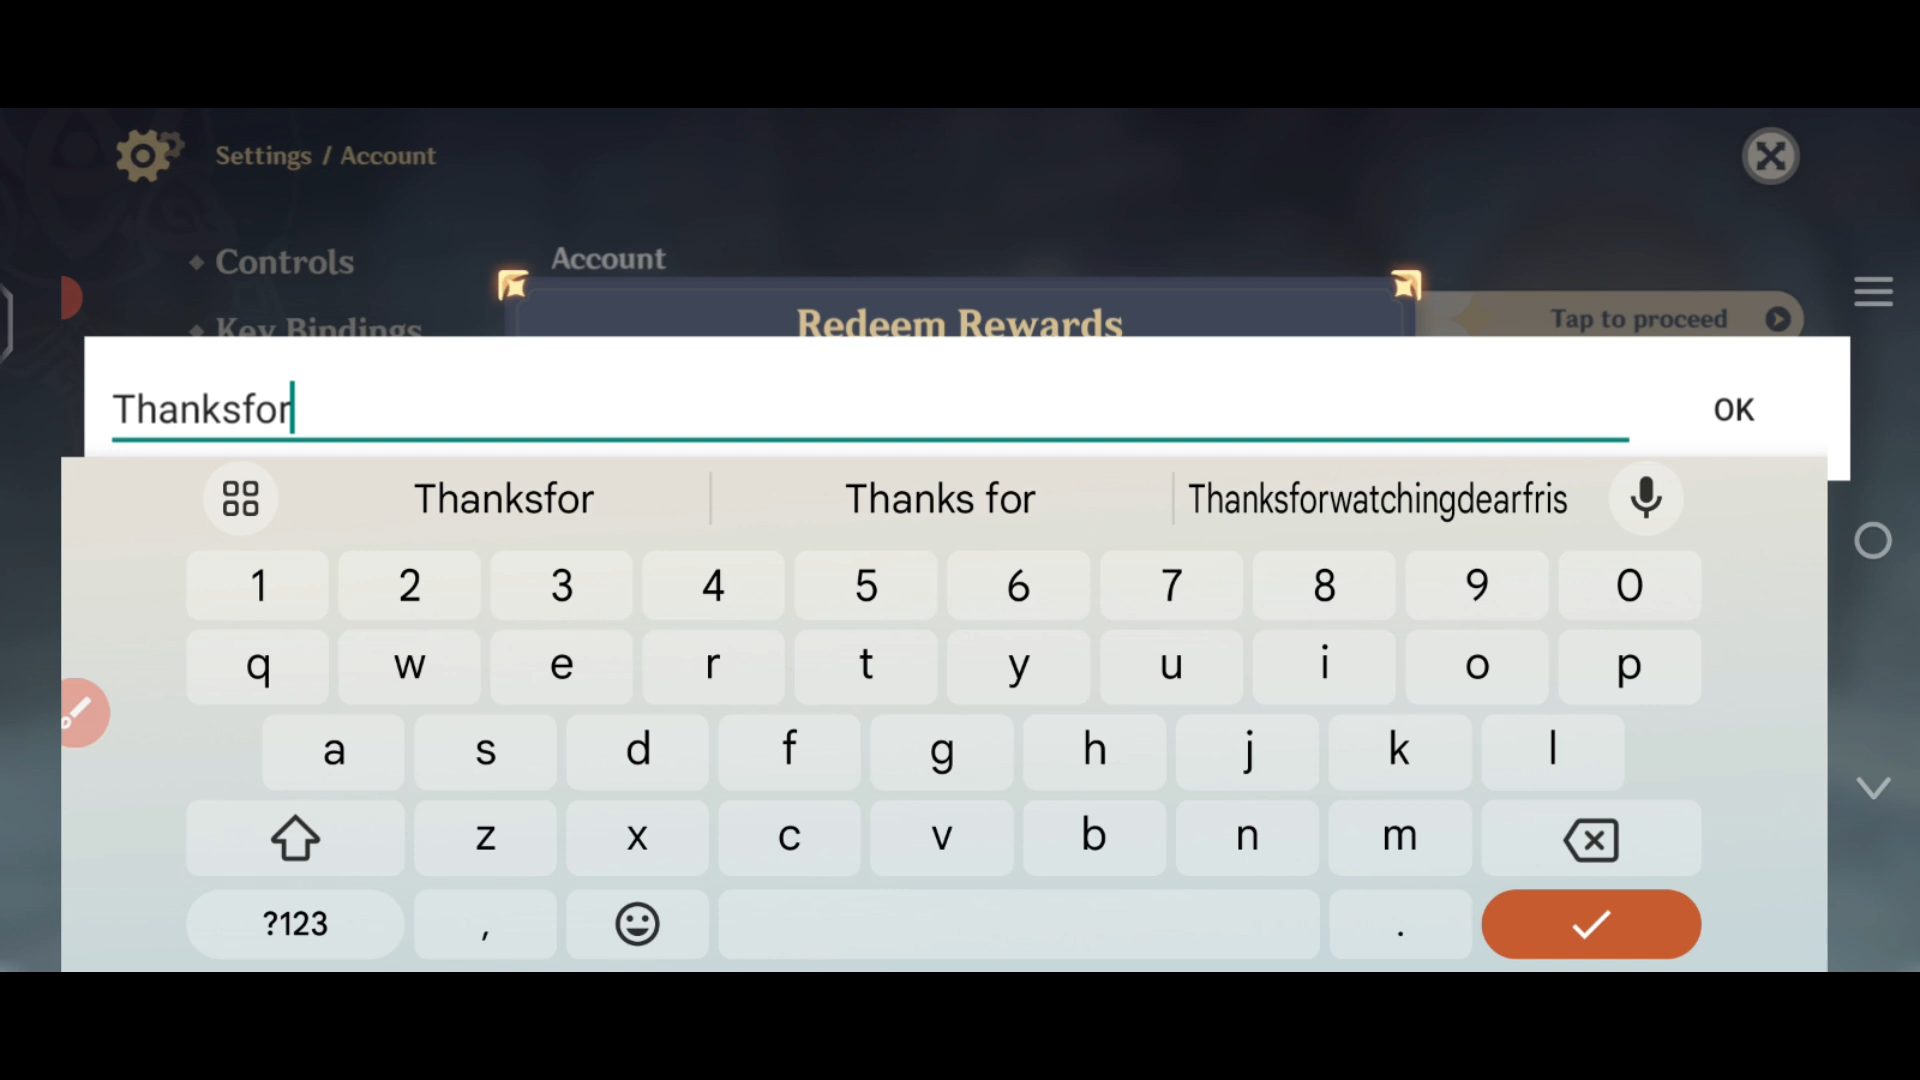 Settings / Account
Controls
Account
Key Bindings
Redeem Rewards
Tap to proceed
Thanksfor
OK
Thanksfor
Thanks for
Thanksforwatchingdearfris
1 2 3 4 5 6 7 8 9 0
q w e r t y u i o p
a s d f g h j k l
z x c v b n m
?123 , .